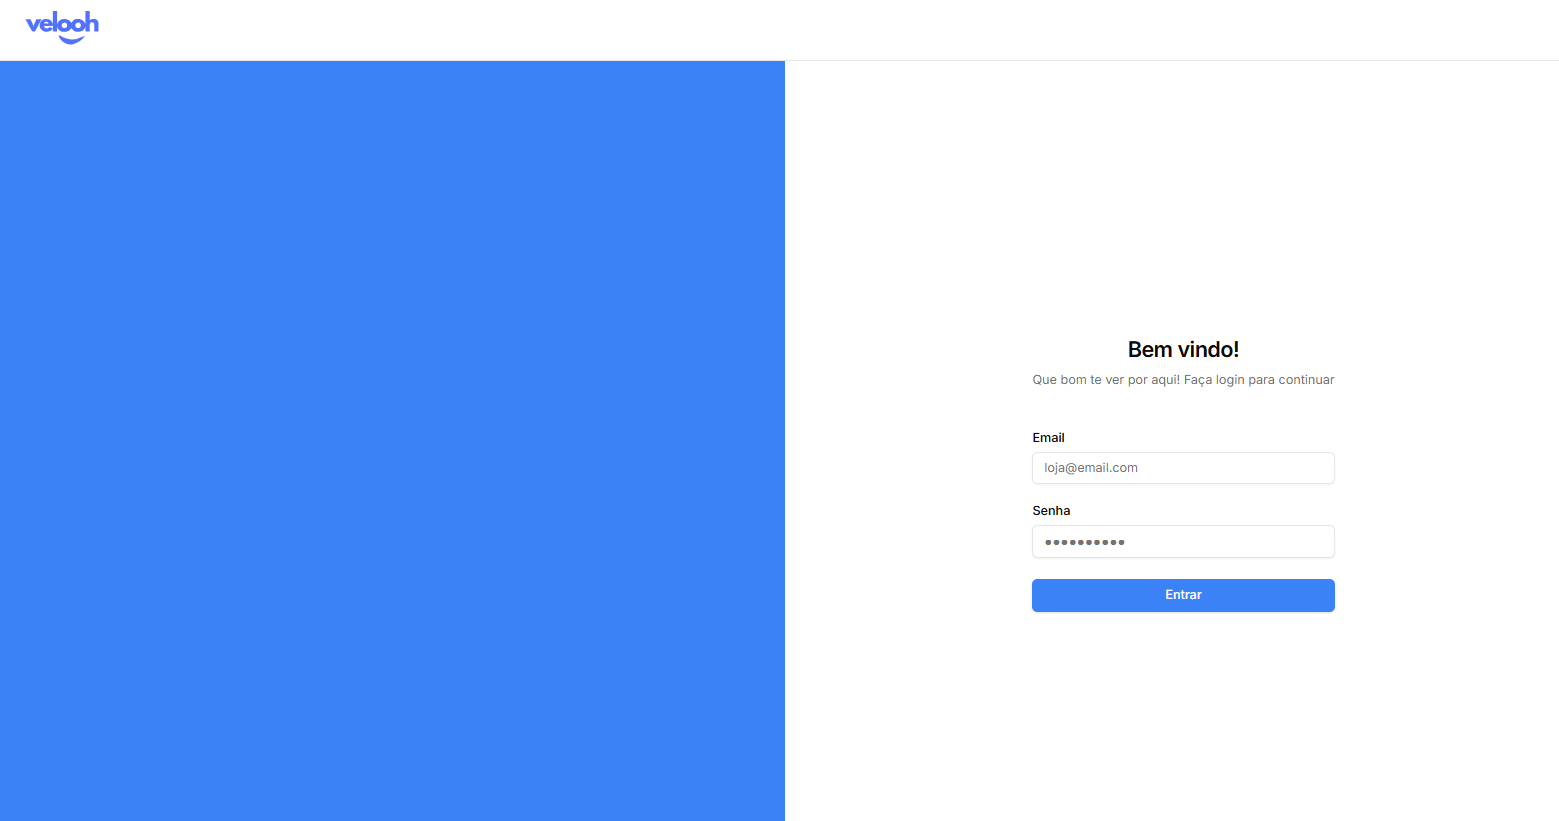 velooh
Bem vindo!
Que bom te ver por aqui! Faça login para continuar
Email
loja@email.com
Senha
••••••••••
Entrar